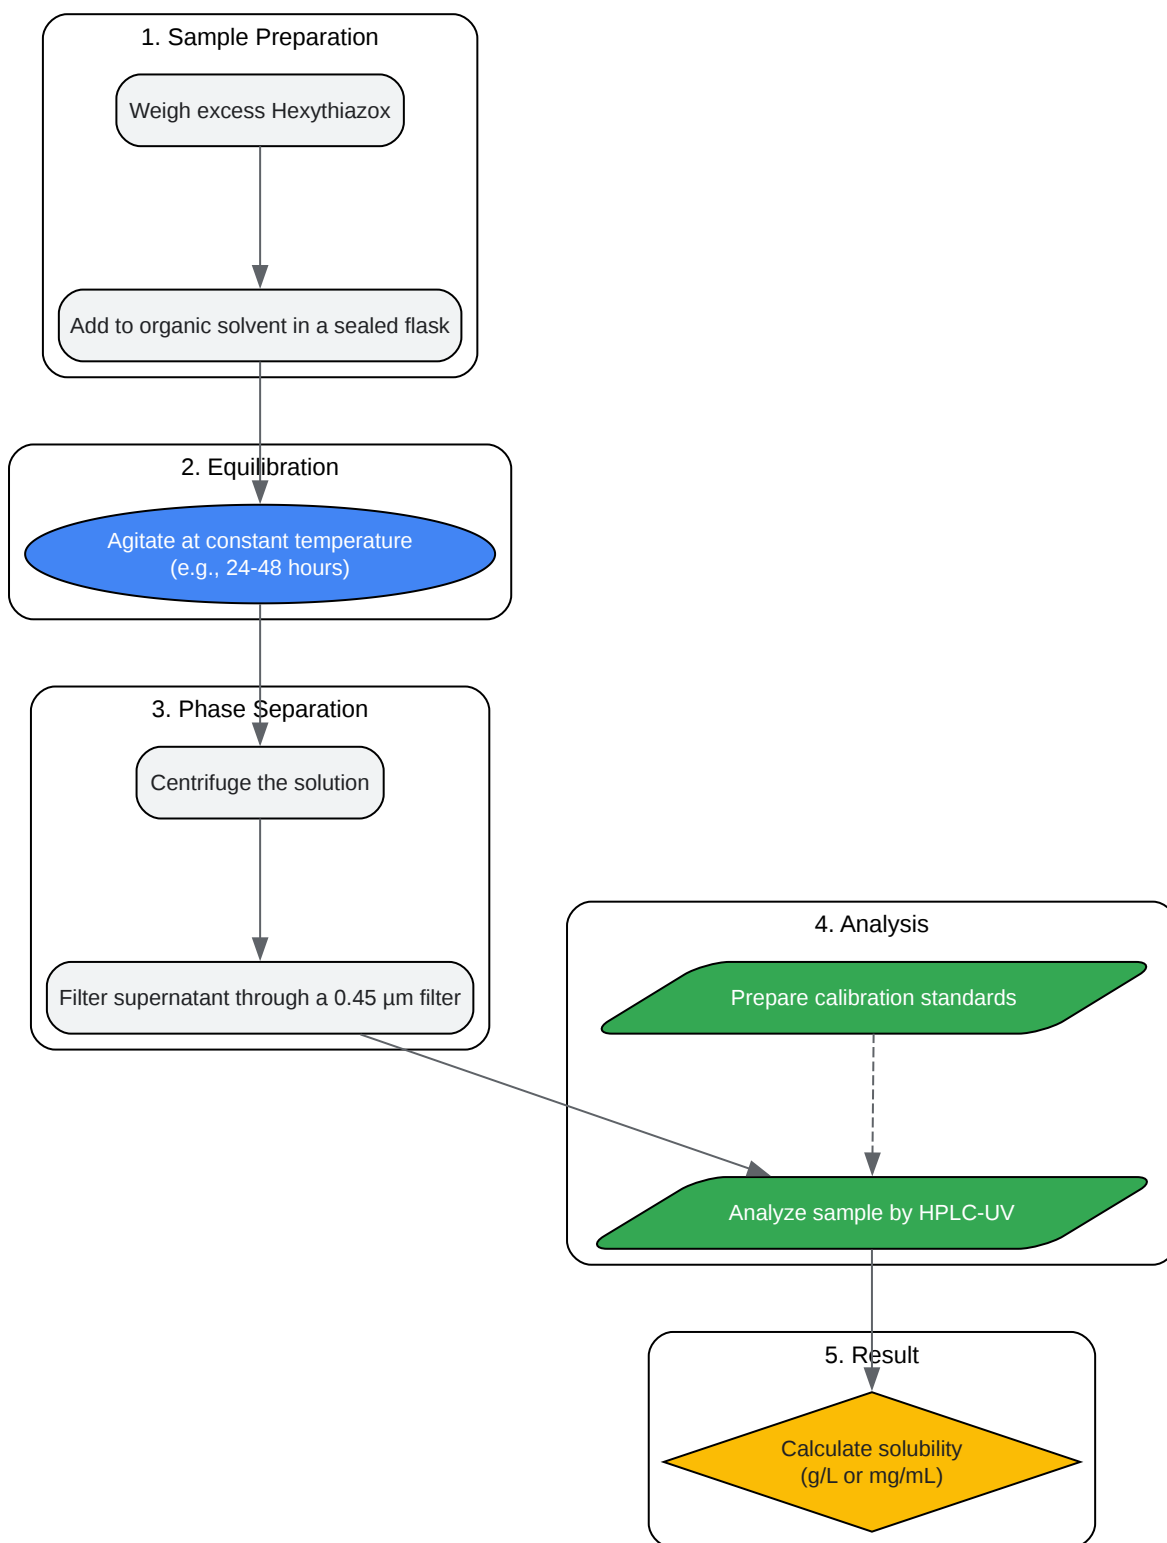 1. Sample Preparation
Weigh excess Hexythiazox
Add to organic solvent in a sealed flask
2. Equilibration
Agitate at constant temperature
(e.g., 24-48 hours)
3. Phase Separation
Centrifuge the solution
Filter supernatant through a 0.45 µm filter
4. Analysis
Prepare calibration standards
Analyze sample by HPLC-UV
5. Result
Calculate solubility
(g/L or mg/mL)